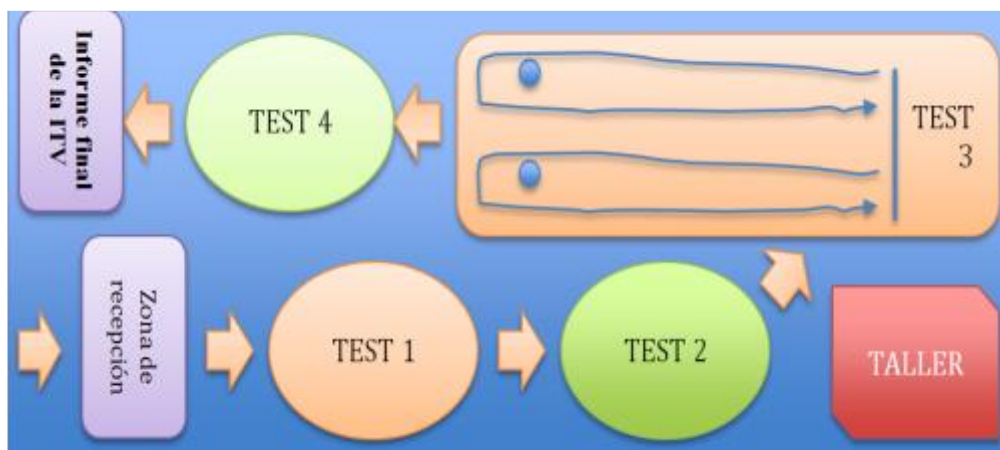 Informe final
de la ITV
TEST 4
TEST
3
Zona de
recepción
TEST 1
TEST 2
TALLER